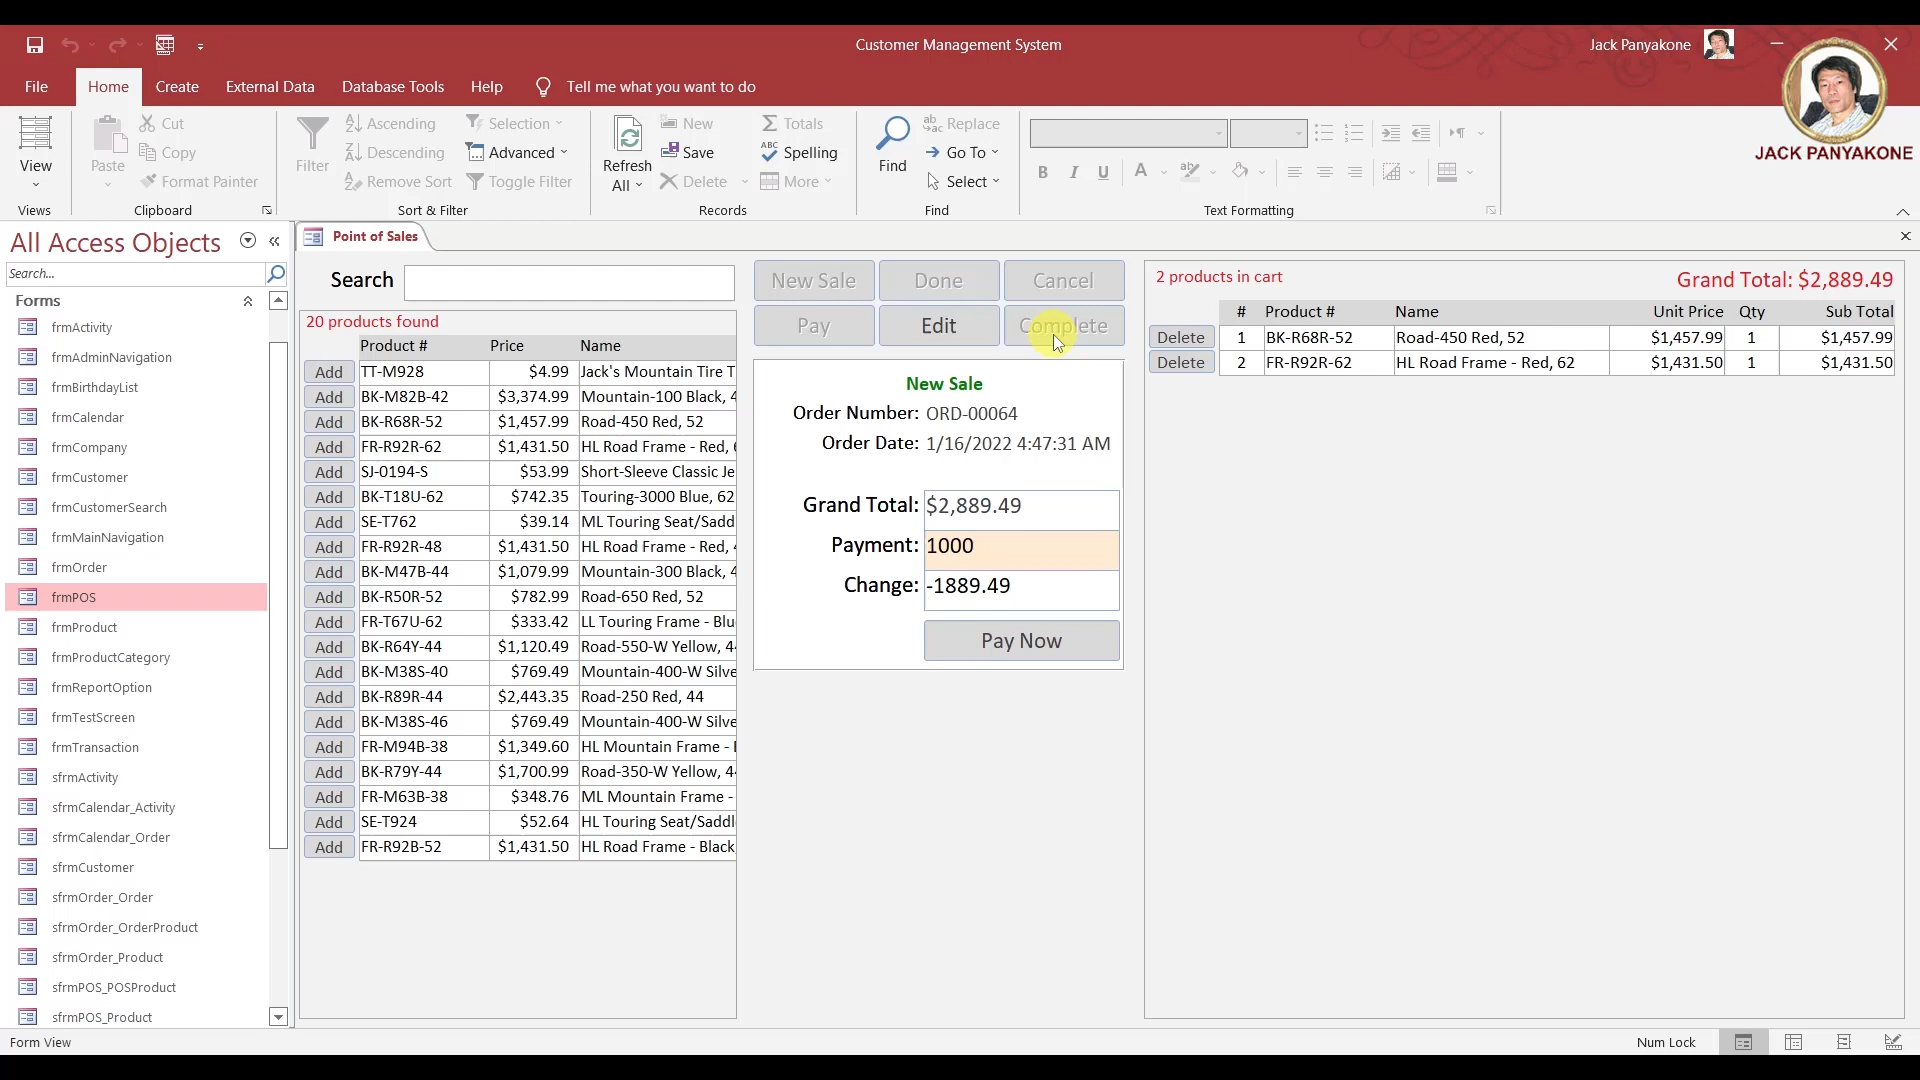 Customer Management System
Jack Panyakone
File Home Create External Data Database Tools Help Tell me what you want to do
JACK PANYAKONE
View
Views
Paste
Cut
Copy
Format Painter
Clipboard
Filter
Ascending
Descending
Remove Sort
Selection
Advanced
Toggle Filter
Sort & Filter
Refresh
All
New
Save
Delete
Totals
Spelling
More
Records
Find
Replace
Go To
Select
Find
Text Formatting
All Access Objects
Search...
Forms
frmActivity
frmAdminNavigation
frmBirthdayList
frmCalendar
frmCompany
frmCustomer
frmCustomerSearch
frmMainNavigation
frmOrder
frmPOS
frmProduct
frmProductCategory
frmReportOption
frmTestScreen
frmTransaction
sfrmActivity
sfrmCalendar_Activity
sfrmCalendar_Order
sfrmCustomer
sfrmOrder_Order
sfrmOrder_OrderProduct
sfrmOrder_Product
sfrmPOS_POSProduct
sfrmPOS_Product
Point of Sales
Search
20 products found
Product # Price Name
Add TT-M928 $4.99 Jack's Mountain Tire T
Add BK-M82B-42 $3,374.99 Mountain-100 Black, 4
Add BK-R68R-52 $1,457.99 Road-450 Red, 52
Add FR-R92R-62 $1,431.50 HL Road Frame - Red, 6
Add SJ-0194-S $53.99 Short-Sleeve Classic Je
Add BK-T18U-62 $742.35 Touring-3000 Blue, 62
Add SE-T762 $39.14 ML Touring Seat/Sadd
Add FR-R92R-48 $1,431.50 HL Road Frame - Red, 4
Add BK-M47B-44 $1,079.99 Mountain-300 Black, 4
Add BK-R50R-52 $782.99 Road-650 Red, 52
Add FR-T67U-62 $333.42 LL Touring Frame - Blu
Add BK-R64Y-44 $1,120.49 Road-550-W Yellow, 44
Add BK-M38S-40 $769.49 Mountain-400-W Silve
Add BK-R89R-44 $2,443.35 Road-250 Red, 44
Add BK-M38S-46 $769.49 Mountain-400-W Silve
Add FR-M94B-38 $1,349.60 HL Mountain Frame -
Add BK-R79Y-44 $1,700.99 Road-350-W Yellow, 44
Add FR-M63B-38 $348.76 ML Mountain Frame -
Add SE-T924 $52.64 HL Touring Seat/Saddl
Add FR-R92B-52 $1,431.50 HL Road Frame - Black
New Sale Done Cancel
Pay Edit Complete
New Sale
Order Number: ORD-00064
Order Date: 1/16/2022 4:47:31 AM
Grand Total: $2,889.49
Payment: 1000
Change: -1889.49
Pay Now
2 products in cart Grand Total: $2,889.49
# Product # Name Unit Price Qty Sub Total
Delete 1 BK-R68R-52 Road-450 Red, 52 $1,457.99 1 $1,457.99
Delete 2 FR-R92R-62 HL Road Frame - Red, 62 $1,431.50 1 $1,431.50
Form View Num Lock